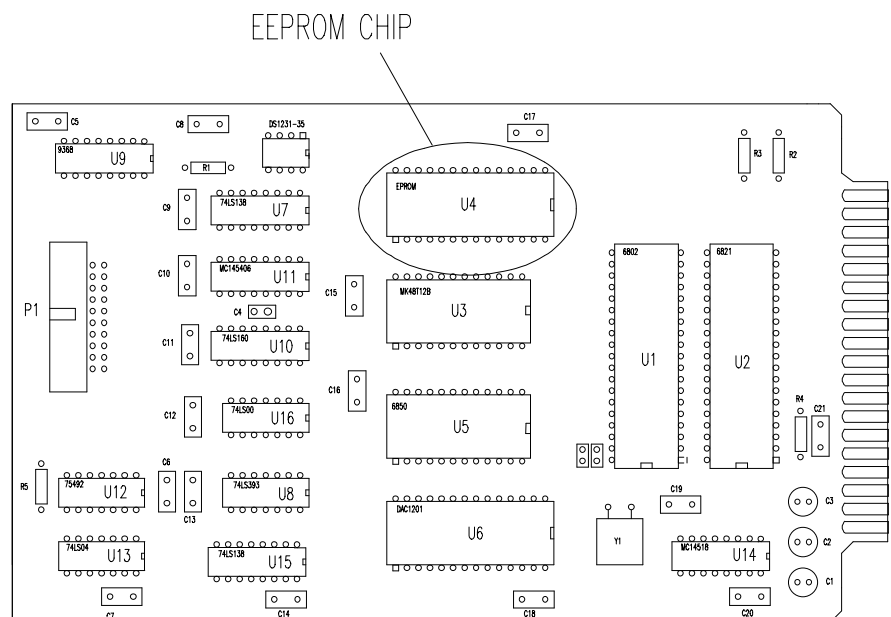 EEPROM CHIP
C5
C8
DS1231-35
C17
9368
U9
R1
R3
R2
EPROM
U4
C9
74LS138
U7
6802
6821
C10
MC145406
U11
C15
MK48T12B
U3
P1
C4
C11
74LS160
U10
U1
U2
C16
C12
74LS00
U16
6850
U5
R4
C21
R5
75492
U12
C6
C13
74LS393
U8
C19
C3
DAC1201
U6
74LS04
U13
74LS138
U15
Y1
MC14518
U14
C2
C1
C7
C14
C18
C20